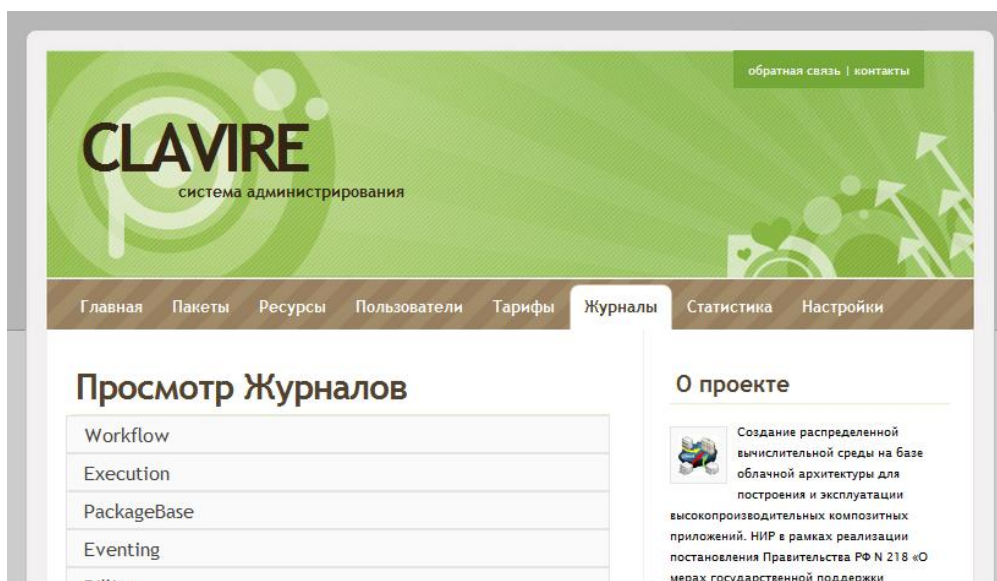 обратная связь | контакты
CLAVIRE
система администрирования
Главная Пакеты Ресурсы Пользователи Тарифы Журналы Статистика Настройки
Просмотр Журналов
Workflow
Execution
PackageBase
Eventing
О проекте
Создание распределенной
вычислительной среды на базе
облачной архитектуры для
построения и эксплуатации
высокопроизводительных композитных
приложений. НИР в рамках реализации
постановления Правительства РФ N 218 «О
мерах государственной поддержки